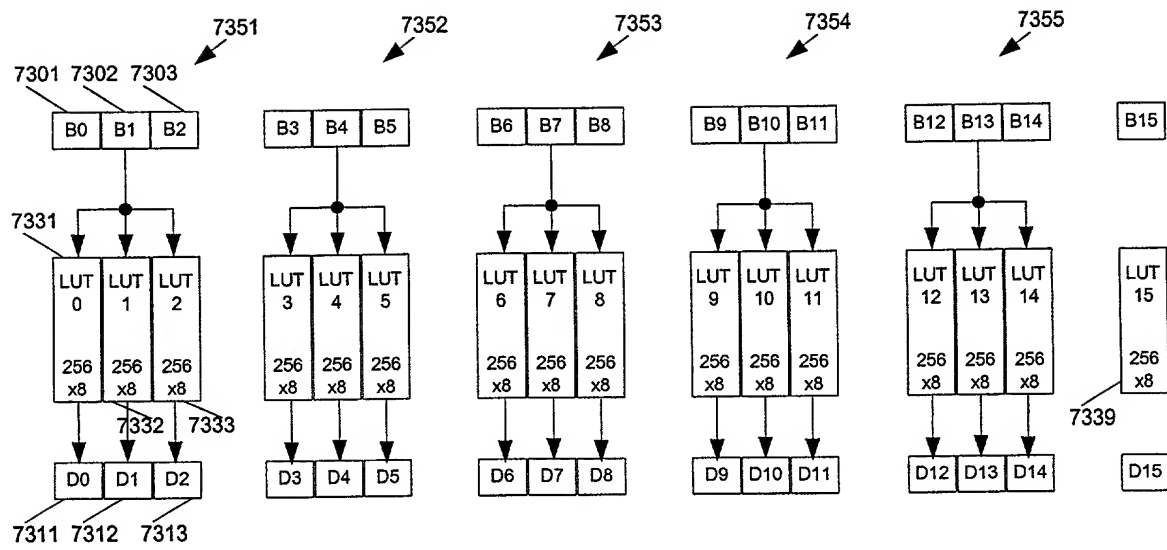 7351 7352 7353 7354 7355
7301 7302 7303
B0 B1 B2 B3 B4 B5 B6 B7 B8 B9 B10 B11 B12 B13 B14 B15
7331
LUT LUT LUT LUT LUT LUT LUT LUT LUT LUT LUT LUT LUT LUT LUT LUT
0 1 2 3 4 5 6 7 8 9 10 11 12 13 14 15
256 256 256 256 256 256 256 256 256 256 256 256 256 256 256 256
x8 x8 x8 x8 x8 x8 x8 x8 x8 x8 x8 x8 x8 x8 x8 x8
7332 7333 7339
D0 D1 D2 D3 D4 D5 D6 D7 D8 D9 D10 D11 D12 D13 D14 D15
7311 7312 7313